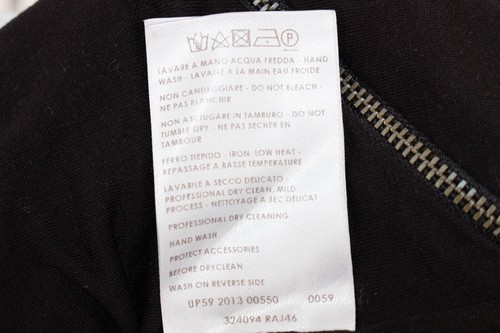 LAVARE A MANO ACQUA FREDDA - HAND
WASH - LAVAGE A LA MAIN EAU FROIDE
NON CANDEGGIARE - DO NOT BLEACH -
NE PAS BLANCHIR
NON ASCIUGARE IN TAMBURO - DO NOT
TUMBLE DRY - NE PAS SECHER EN
TAMBOUR
FERRO TIEPIDO - IRON, LOW HEAT -
REPASSAGE A BASSE TEMPERATURE
LAVABILE A SECCO DELICATO -
PROFESSIONAL DRY CLEAN, MILD
PROCESS - NETTOYAGE A SEC DELICAT
PROFESSIONAL DRY CLEANING
HAND WASH
PROTECT ACCESSORIES
BEFORE DRYCLEAN
WASH ON REVERSE SIDE
UP59 2013 00550 0059
324094 RAJ46